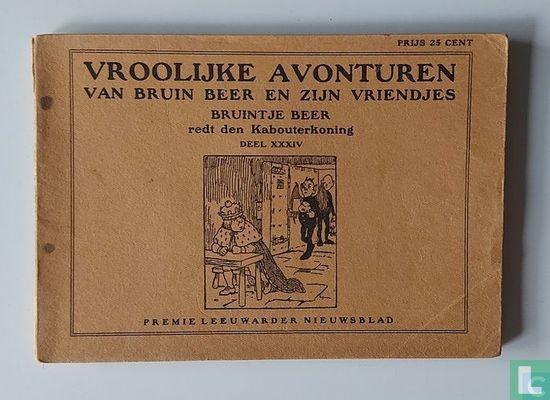 PRIJS 25 CENT
VROOLIJKE AVONTUREN
VAN BRUIN BEER EN ZIJN VRIENDJES
BRUINTJE BEER
redt den Kabouterkoning
DEEL XXXIV
PREMIE LEEUWARDER NIEUWSBLAD